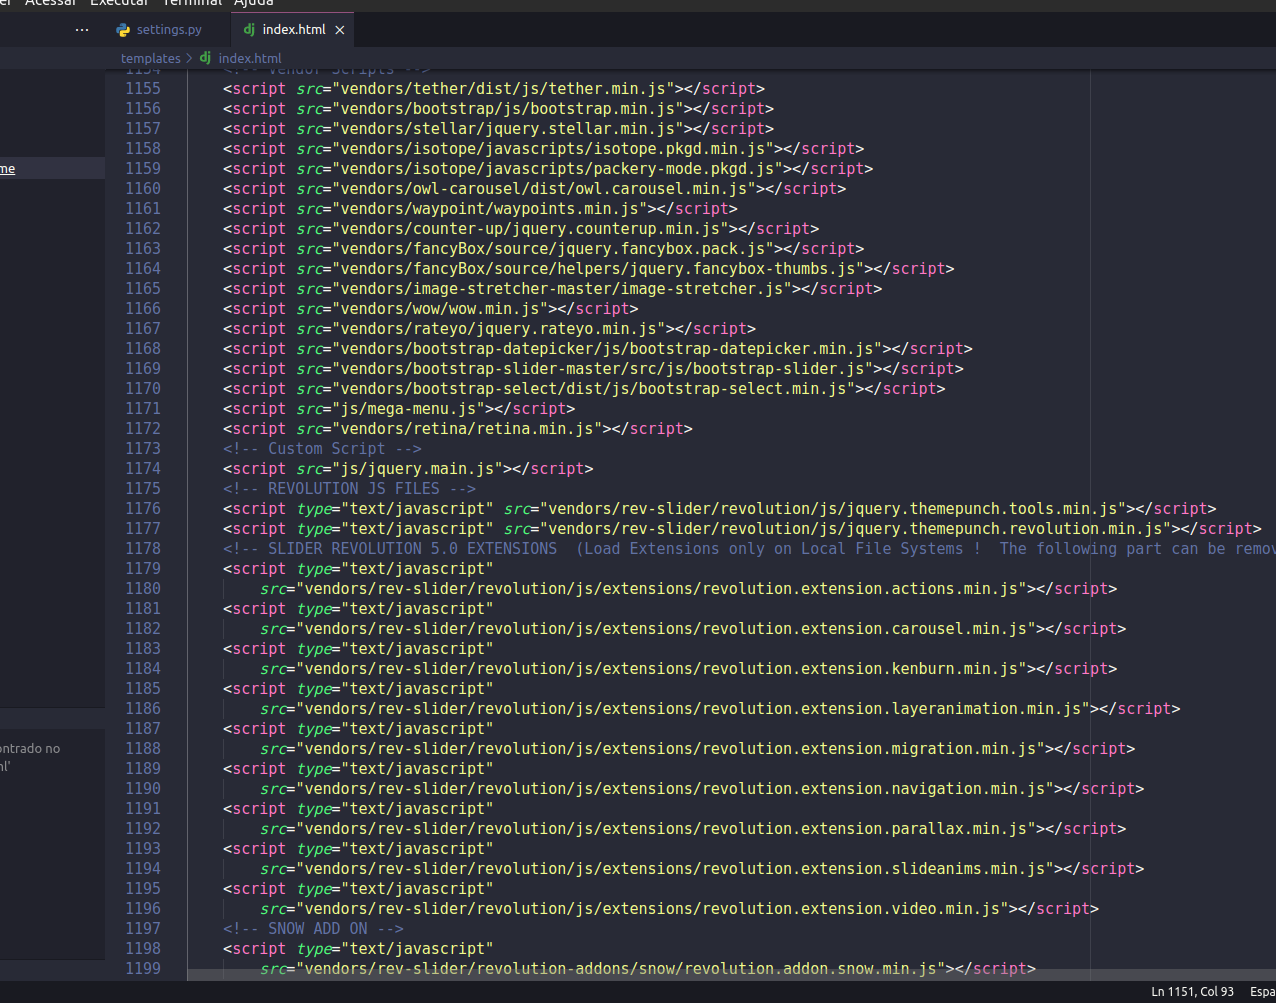 Acessar Executar Terminal Ajuda
··· settings.py dj index.html ×
templates > dj index.html
1154 <!-- Vendor Scripts -->
1155 <script src="vendors/tether/dist/js/tether.min.js"></script>
1156 <script src="vendors/bootstrap/js/bootstrap.min.js"></script>
1157 <script src="vendors/stellar/jquery.stellar.min.js"></script>
1158 <script src="vendors/isotope/javascripts/isotope.pkgd.min.js"></script>
1159 <script src="vendors/isotope/javascripts/packery-mode.pkgd.js"></script>
me
1160 <script src="vendors/owl-carousel/dist/owl.carousel.min.js"></script>
1161 <script src="vendors/waypoint/waypoints.min.js"></script>
1162 <script src="vendors/counter-up/jquery.counterup.min.js"></script>
1163 <script src="vendors/fancyBox/source/jquery.fancybox.pack.js"></script>
1164 <script src="vendors/fancyBox/source/helpers/jquery.fancybox-thumbs.js"></script>
1165 <script src="vendors/image-stretcher-master/image-stretcher.js"></script>
1166 <script src="vendors/wow/wow.min.js"></script>
1167 <script src="vendors/rateyo/jquery.rateyo.min.js"></script>
1168 <script src="vendors/bootstrap-datepicker/js/bootstrap-datepicker.min.js"></script>
1169 <script src="vendors/bootstrap-slider-master/src/js/bootstrap-slider.js"></script>
1170 <script src="vendors/bootstrap-select/dist/js/bootstrap-select.min.js"></script>
1171 <script src="js/mega-menu.js"></script>
1172 <script src="vendors/retina/retina.min.js"></script>
1173 <!-- Custom Script -->
1174 <script src="js/jquery.main.js"></script>
1175 <!-- REVOLUTION JS FILES -->
1176 <script type="text/javascript" src="vendors/rev-slider/revolution/js/jquery.themepunch.tools.min.js"></script>
1177 <script type="text/javascript" src="vendors/rev-slider/revolution/js/jquery.themepunch.revolution.min.js"></script>
1178 <!-- SLIDER REVOLUTION 5.0 EXTENSIONS  (Load Extensions only on Local File Systems !  The following part can be remov
1179 <script type="text/javascript"
1180 src="vendors/rev-slider/revolution/js/extensions/revolution.extension.actions.min.js"></script>
1181 <script type="text/javascript"
1182 src="vendors/rev-slider/revolution/js/extensions/revolution.extension.carousel.min.js"></script>
1183 <script type="text/javascript"
1184 src="vendors/rev-slider/revolution/js/extensions/revolution.extension.kenburn.min.js"></script>
1185 <script type="text/javascript"
1186 src="vendors/rev-slider/revolution/js/extensions/revolution.extension.layeranimation.min.js"></script>
1187 <script type="text/javascript"
1188 src="vendors/rev-slider/revolution/js/extensions/revolution.extension.migration.min.js"></script>
ontrado no
ml'
1189 <script type="text/javascript"
1190 src="vendors/rev-slider/revolution/js/extensions/revolution.extension.navigation.min.js"></script>
1191 <script type="text/javascript"
1192 src="vendors/rev-slider/revolution/js/extensions/revolution.extension.parallax.min.js"></script>
1193 <script type="text/javascript"
1194 src="vendors/rev-slider/revolution/js/extensions/revolution.extension.slideanims.min.js"></script>
1195 <script type="text/javascript"
1196 src="vendors/rev-slider/revolution/js/extensions/revolution.extension.video.min.js"></script>
1197 <!-- SNOW ADD ON -->
1198 <script type="text/javascript"
1199 src="vendors/rev-slider/revolution-addons/snow/revolution.addon.snow.min.js"></script>
Ln 1151, Col 93 Espa